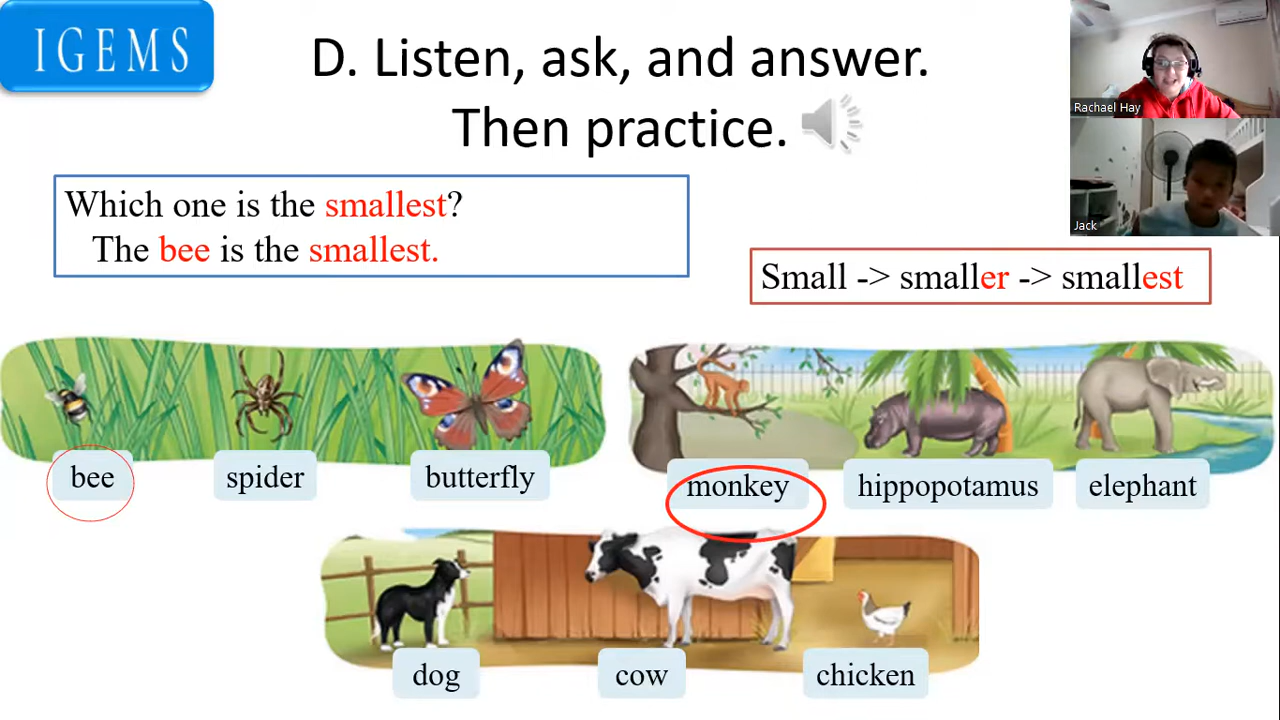 IGEMS
D. Listen, ask, and answer.
Then practice.
Rachael Hay
Jack
Which one is the smallest?
The bee is the smallest.
Small -> smaller -> smallest
bee
spider
butterfly
monkey
hippopotamus
elephant
dog
cow
chicken